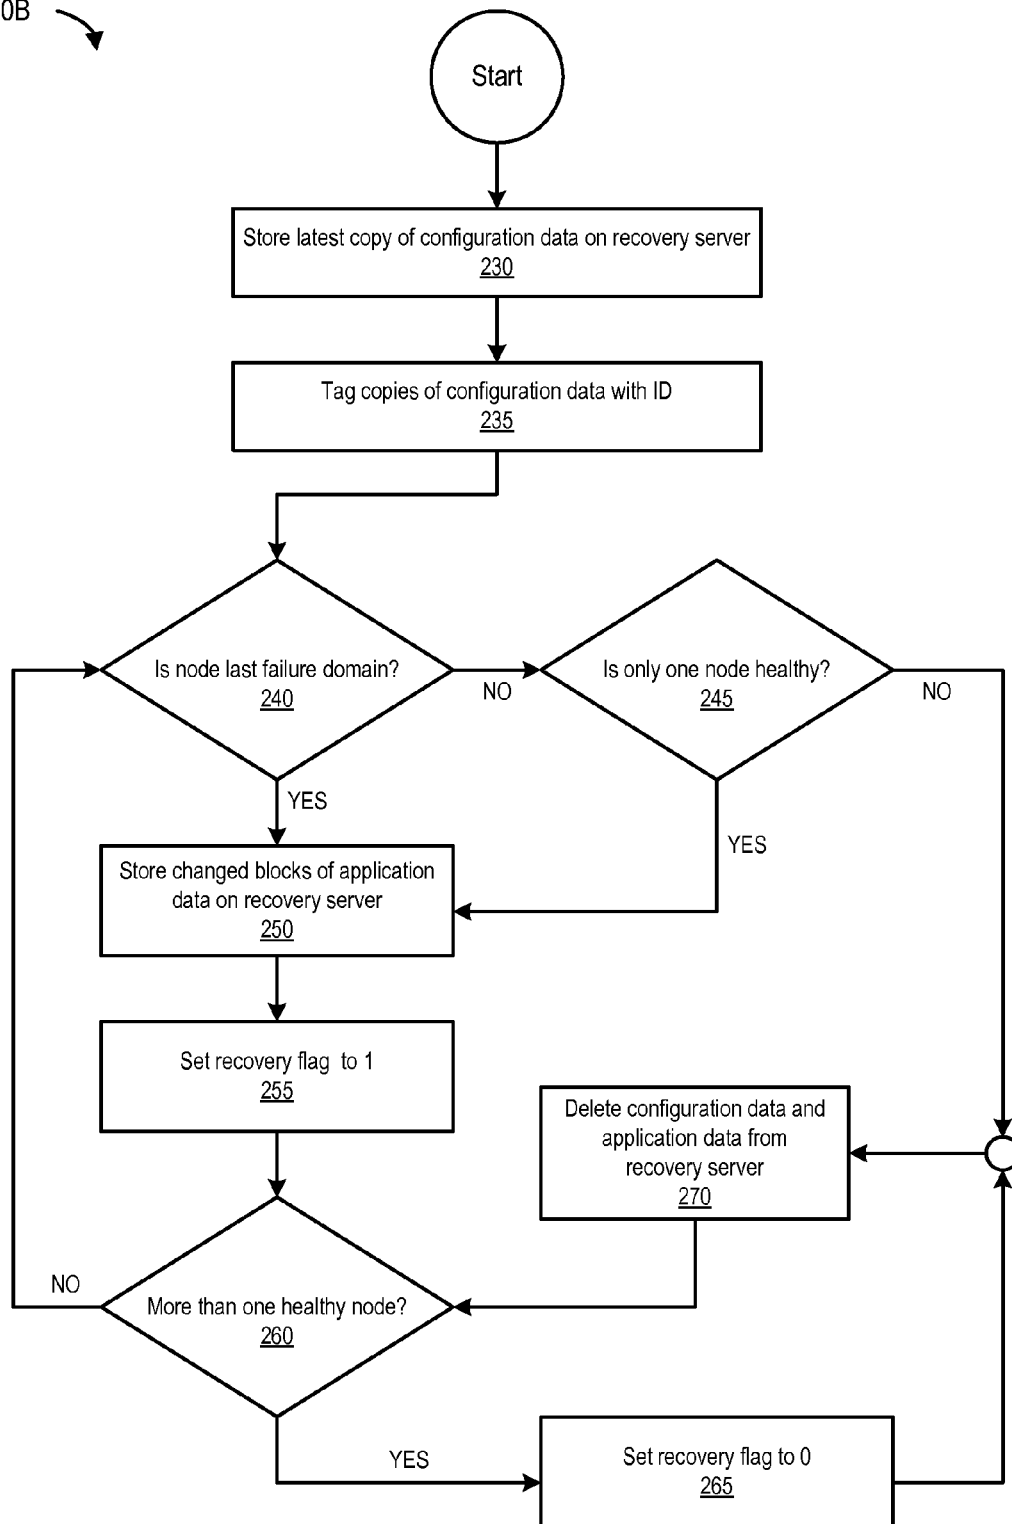 0B
Start
Store latest copy of configuration data on recovery server
230
Tag copies of configuration data with ID
235
Is node last failure domain?
240
NO
Is only one node healthy?
245
NO
YES
YES
Store changed blocks of application
data on recovery server
250
Set recovery flag to 1
255
Delete configuration data and
application data from
recovery server
270
NO
More than one healthy node?
260
YES
Set recovery flag to 0
265